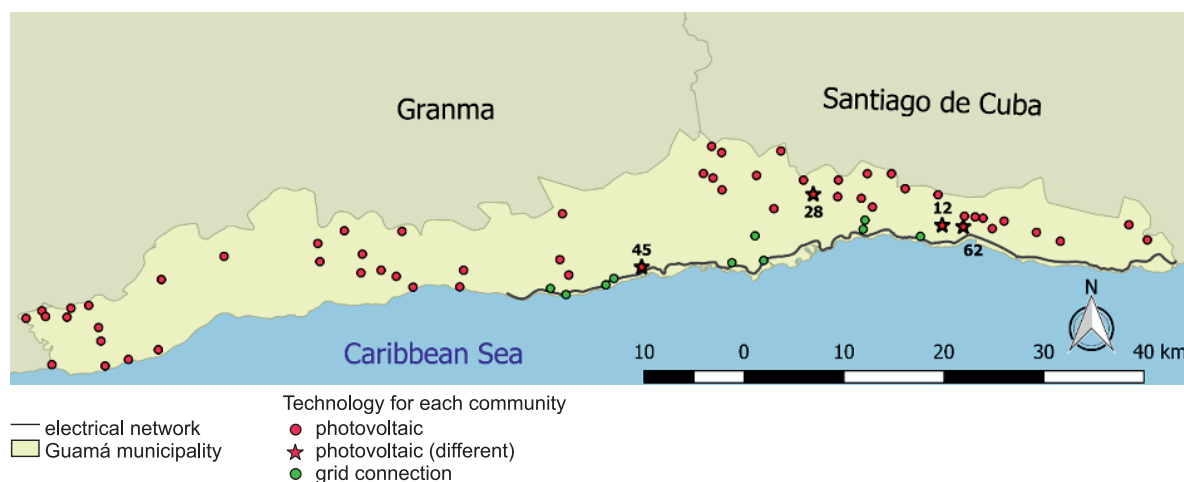 Granma
Santiago de Cuba
28
12
62
45
N
Caribbean Sea
10 0 10 20 30 40 km
Technology for each community
electrical network
photovoltaic
Guamá municipality
photovoltaic (different)
grid connection